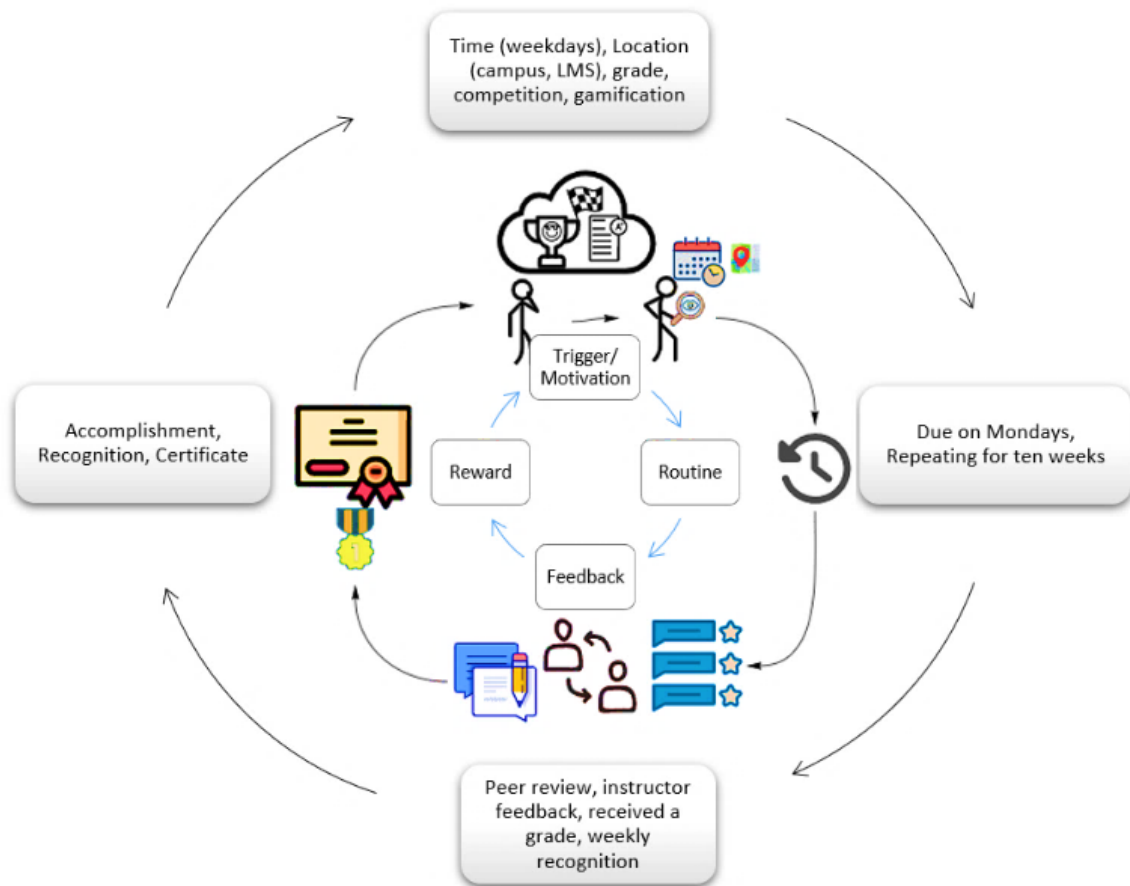 Time (weekdays), Location
(campus, LMS), grade,
competition, gamification
Trigger/
Motivation
Accomplishment,
Recognition, Certificate
Reward
Routine
Due on Mondays,
Repeating for ten weeks
1
Feedback
Peer review, instructor
feedback, received a
grade, weekly
recognition